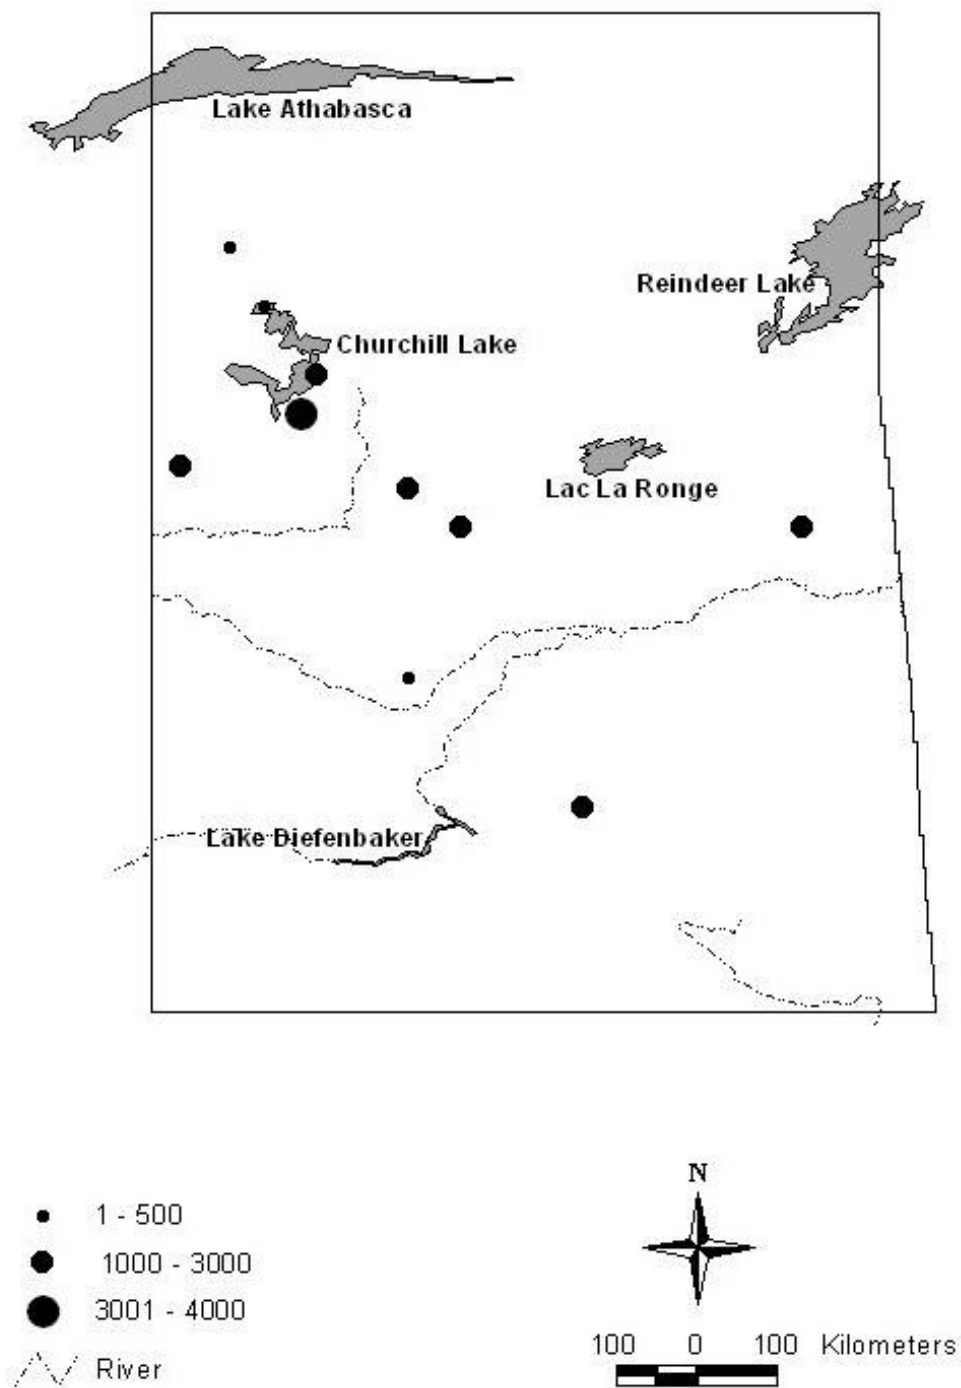 Lake Athabasca
Reindeer Lake
Churchill Lake
Lac La Ronge
Lake Diefenbaker
N
1 - 500
1000 - 3000
3001 - 4000
River
100 0 100 Kilometers